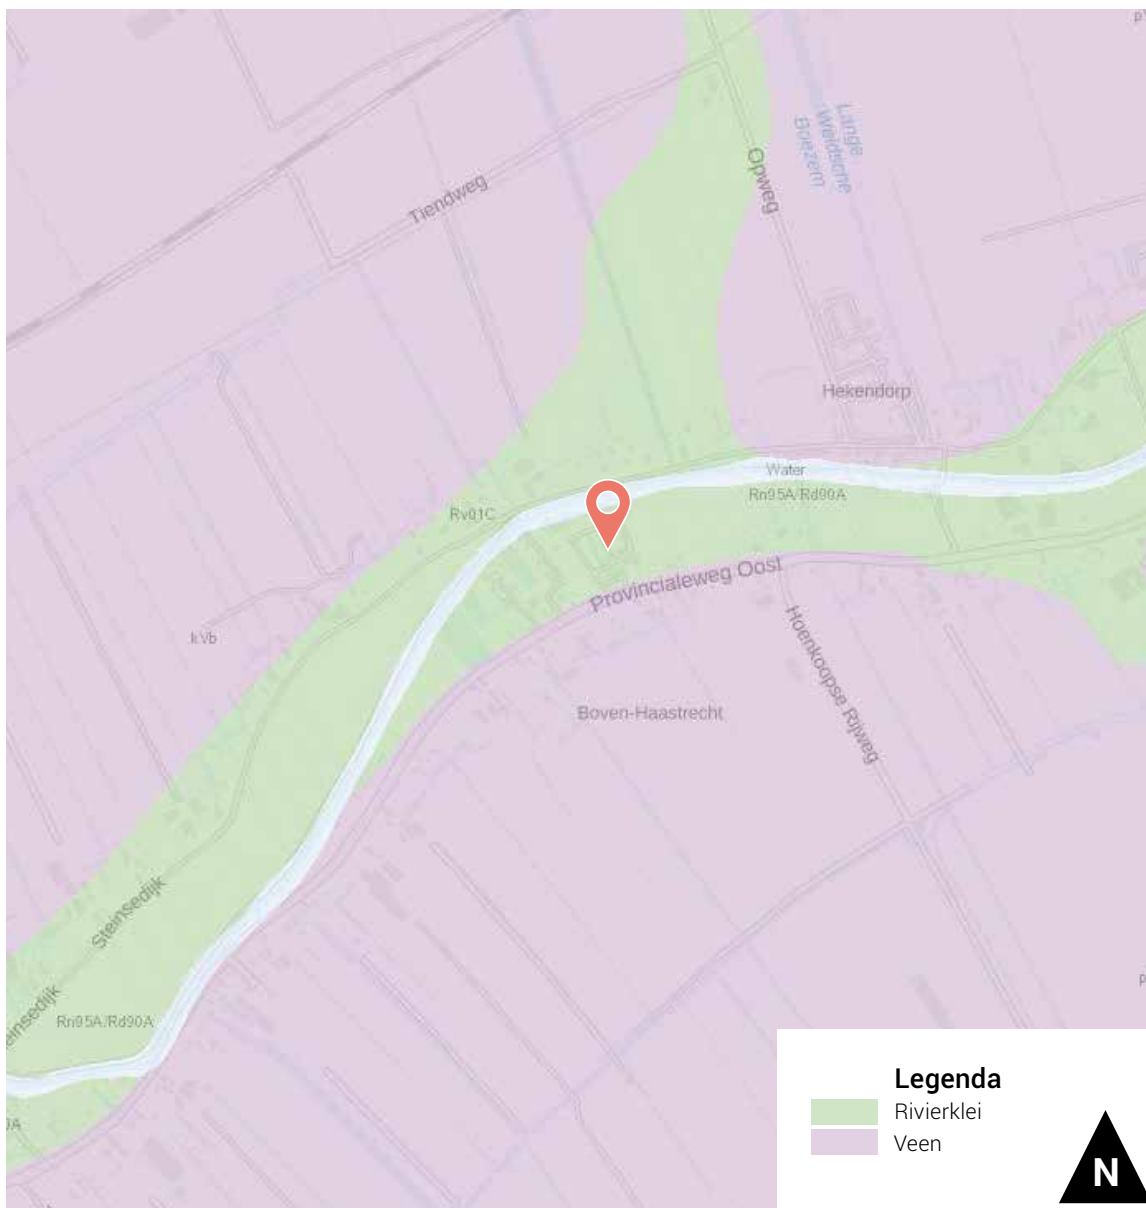 Lange
Weidsche
Boezem
Opweg
Tiendweg
Hekendorp
Water
Rn95A/Rd90A
Rv01C
Provincialeweg Oost
kVb
Hoenkoopse Rijweg
Boven-Haastrecht
Steinsedijk
einsedijk
Rn95A/Rd90A
Legenda
Rivierklei
Veen
N